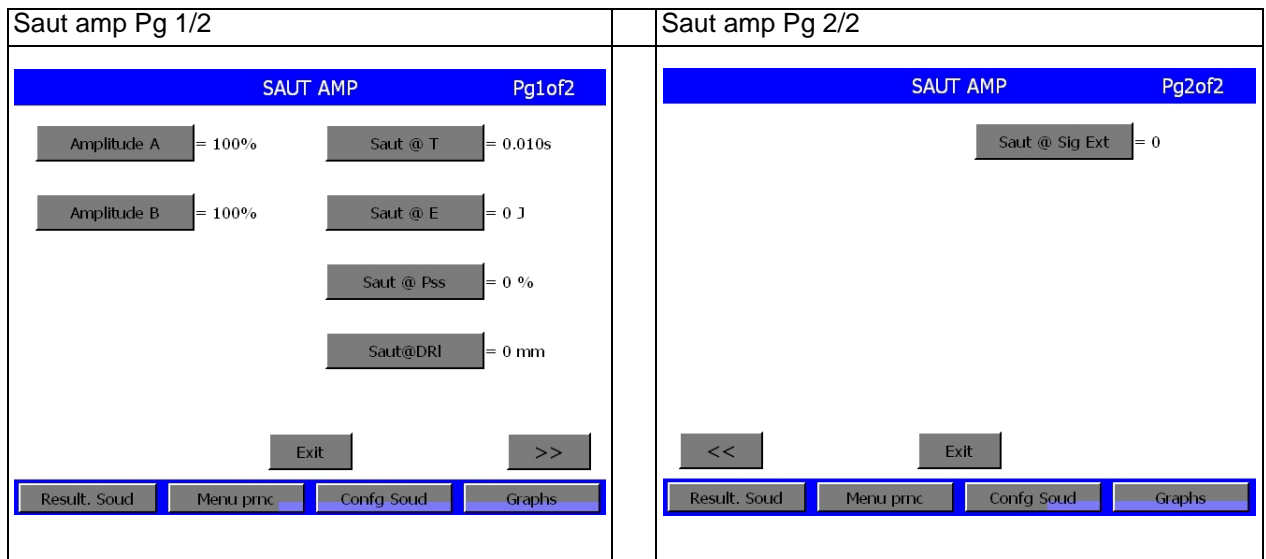 Saut amp Pg 1/2
SAUT AMP Pg1of2
Amplitude A = 100% Saut @ T = 0.010s
Amplitude B = 100% Saut @ E = 0 J
Saut @ Pss = 0 %
Saut@DRl = 0 mm
Exit >>
Result. Soud Menu prnc Confg Soud Graphs
Saut amp Pg 2/2
SAUT AMP Pg2of2
Saut @ Sig Ext = 0
<< Exit
Result. Soud Menu prnc Confg Soud Graphs